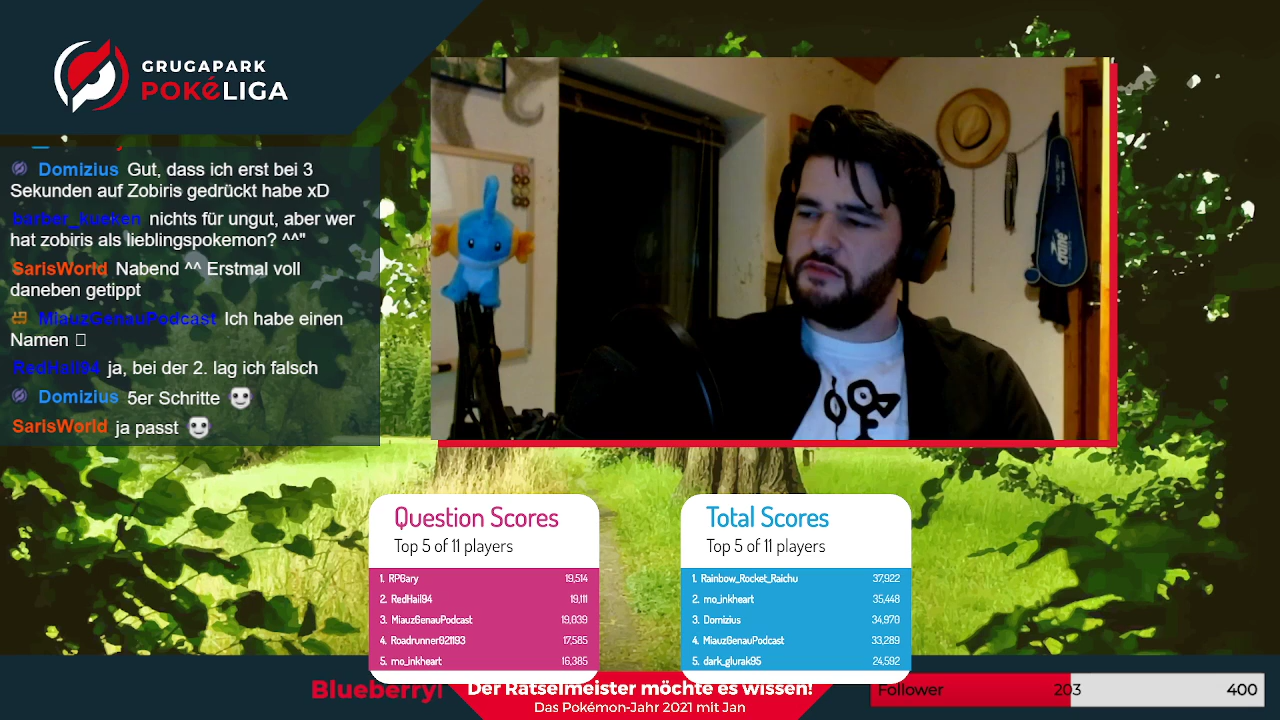 GRUGAPARK
POKéLIGA
Domizius Gut, dass ich erst bei 3
Sekunden auf Zobiris gedrückt habe xD
barber_kueken nichts für ungut, aber wer
hat zobiris als lieblingspokemon? ^^"
SarisWorld Nabend ^^ Erstmal voll
daneben getippt
MiauzGenauPodcast Ich habe einen
Namen
RedHail94 ja, bei der 2. lag ich falsch
Domizius 5er Schritte
SarisWorld ja passt
Question Scores
Top 5 of 11 players
1. RPGary 19,514
2. RedHail94 19,111
3. MiauzGenauPodcast 19,039
4. Roadrunner021193 17,585
5. mo_inkheart 16,385
Total Scores
Top 5 of 11 players
1. Rainbow_Rocket_Raichu 37,922
2. mo_inkheart 35,448
3. Domizius 34,970
4. MiauzGenauPodcast 33,289
5. dark_glurak95 24,592
Blueberry!
Der Rätselmeister möchte es wissen!
Das Pokémon-Jahr 2021 mit Jan
Follower 203 400